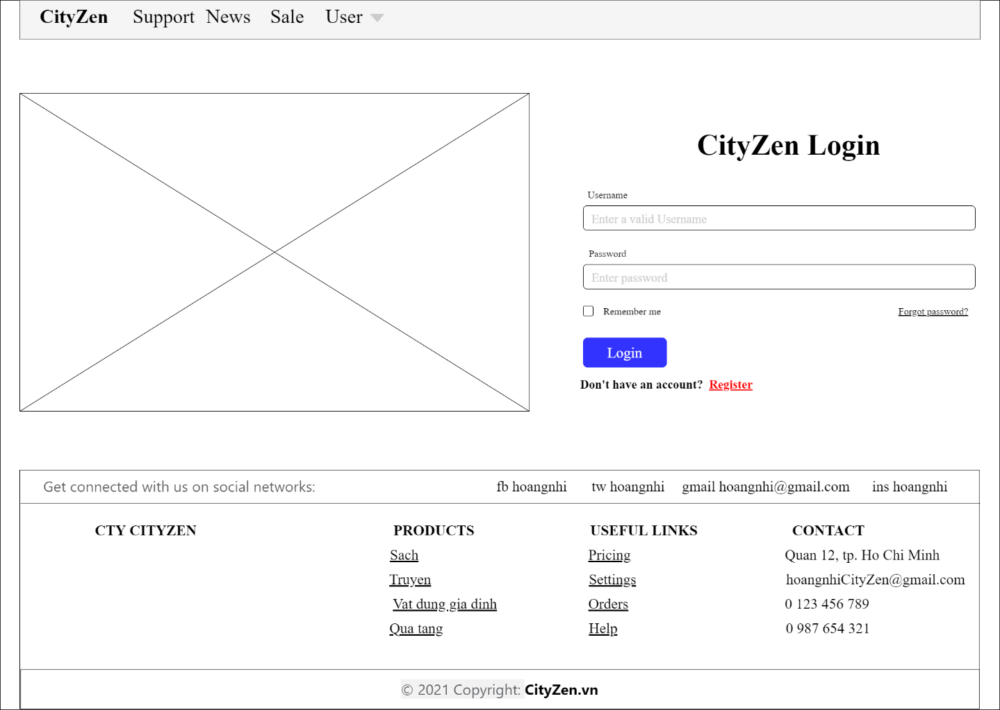 CityZen Support News Sale User
CityZen Login
Username
Enter a valid Username
Password
Enter password
Remember me Forgot password?
Login
Don't have an account? Register
Get connected with us on social networks: fb hoangnhi tw hoangnhi gmail hoangnhi@gmail.com ins hoangnhi
CTY CITYZEN PRODUCTS USEFUL LINKS CONTACT
Sach Pricing Quan 12, tp. Ho Chi Minh
Truyen Settings hoangnhiCityZen@gmail.com
Vat dung gia dinh Orders 0 123 456 789
Qua tang Help 0 987 654 321
© 2021 Copyright: CityZen.vn